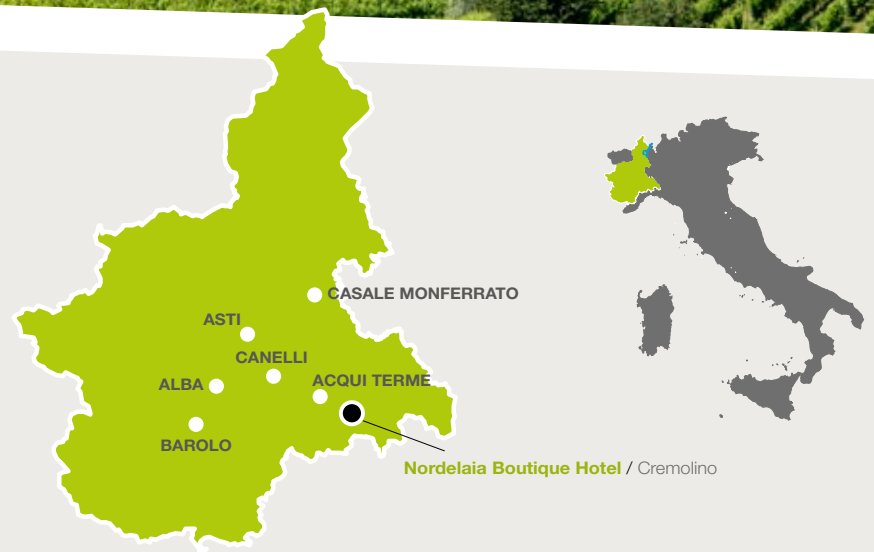 CASALE MONFERRATO
ASTI
CANELLI
ACQUI TERME
ALBA
BAROLO
Nordelaia Boutique Hotel / Cremolino